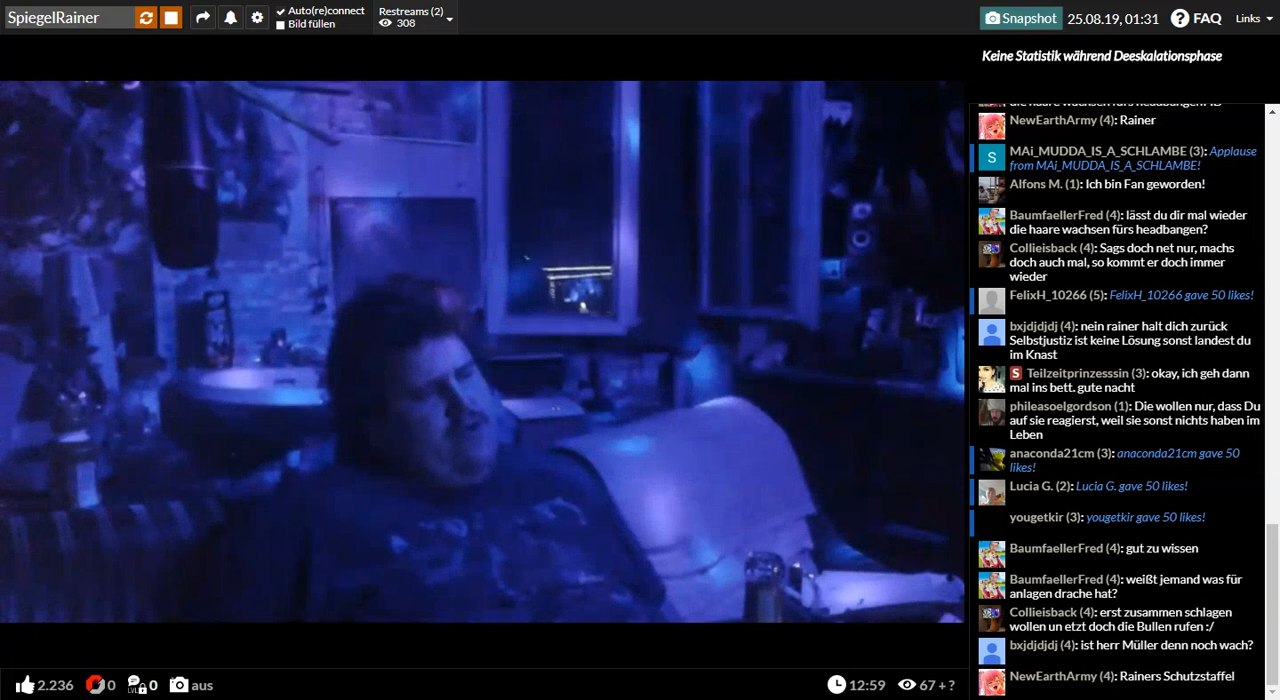 SpiegelRainer
Auto(re)connect
Bild füllen
Restreams (2)
308
Snapshot
25.08.19, 01:31
FAQ
Links
Keine Statistik während Deeskalationsphase
NewEarthArmy (4): Rainer
S
MAi_MUDDA_IS_A_SCHLAMBE (3): Applause
from MAi_MUDDA_IS_A_SCHLAMBE!
Alfons M. (1): Ich bin Fan geworden!
BaumfaellerFred (4): lässt du dir mal wieder
die haare wachsen fürs headbangen?
Collieisback (4): Sags doch net nur, machs
doch auch mal, so kommt er doch immer
wieder
FelixH_10266 (5): FelixH_10266 gave 50 likes!
bxjdjdjdj (4): nein rainer halt dich zurück
Selbstjustiz ist keine Lösung sonst landest du
im Knast
S Teilzeitprinzesssin (3): okay, ich geh dann
mal ins bett. gute nacht
phileasoelgordson (1): Die wollen nur, dass Du
auf sie reagierst, weil sie sonst nichts haben im
Leben
anaconda21cm (3): anaconda21cm gave 50
likes!
Lucia G. (2): Lucia G. gave 50 likes!
yougetkir (3): yougetkir gave 50 likes!
BaumfaellerFred (4): gut zu wissen
BaumfaellerFred (4): weißt jemand was für
anlagen drache hat?
Collieisback (4): erst zusammen schlagen
wollen un etzt doch die Bullen rufen :/
bxjdjdjdj (4): ist herr Müller denn noch wach?
NewEarthArmy (4): Rainers Schutzstaffel
2.236
0
LVL
0
aus
12:59
67 + ?